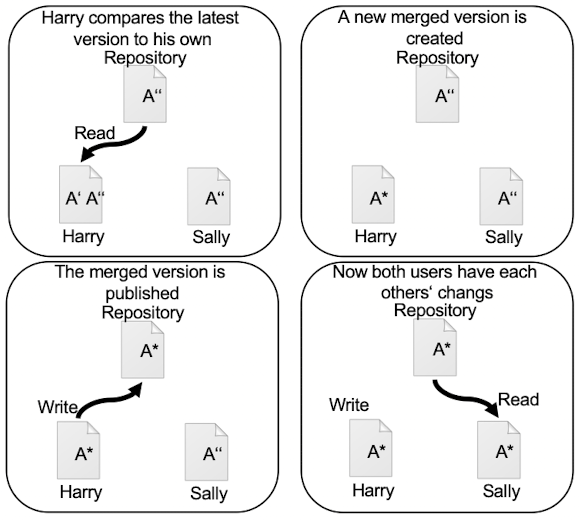 Harry compares the latest
version to his own
Repository
A“
Read
A‘ A“
A“
Harry
Sally
A new merged version is
created
Repository
A“
A*
A“
Harry
Sally
The merged version is
published
Repository
A*
Write
A*
A“
Harry
Sally
Now both users have each
others‘ changs
Repository
A*
Write
Read
A*
A*
Harry
Sally